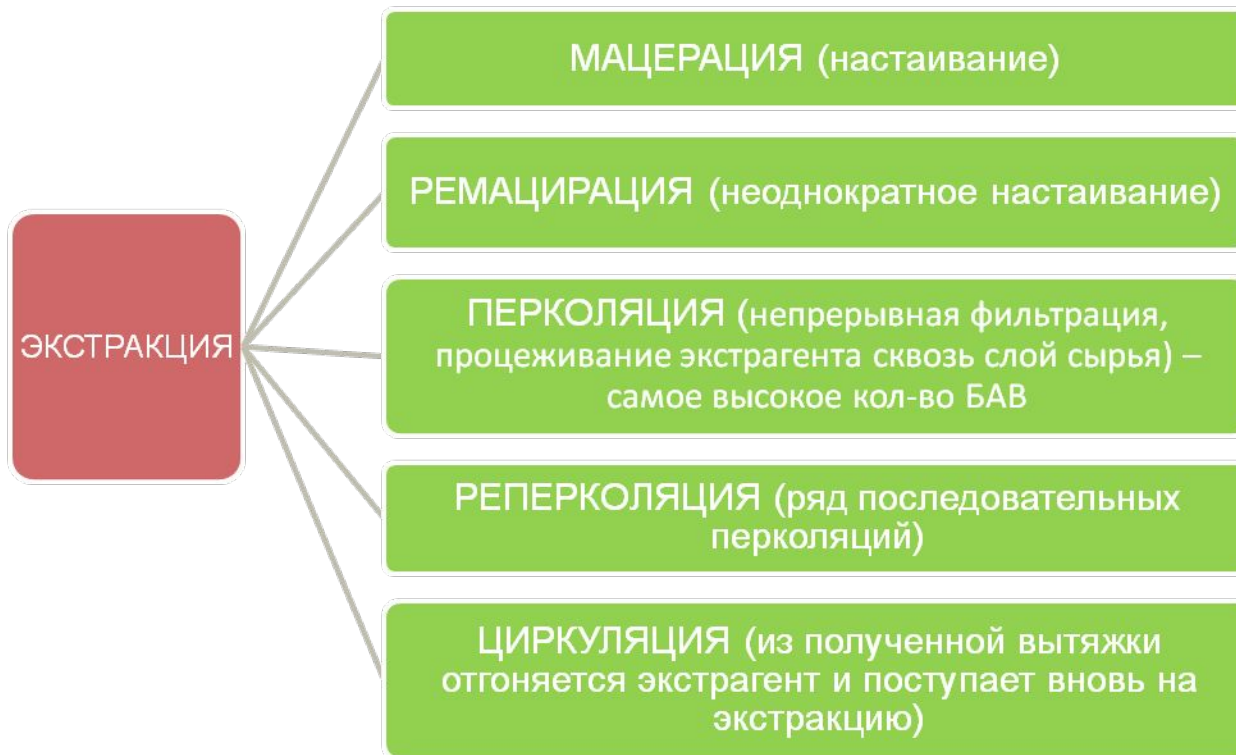 ЭКСТРАКЦИЯ
МАЦЕРАЦИЯ (настаивание)
РЕМАЦИРАЦИЯ (неоднократное настаивание)
ПЕРКОЛЯЦИЯ (непрерывная фильтрация,
процеживание экстрагента сквозь слой сырья) –
самое высокое кол-во БАВ
РЕПЕРКОЛЯЦИЯ (ряд последовательных
перколяций)
ЦИРКУЛЯЦИЯ (из полученной вытяжки
отгоняется экстрагент и поступает вновь на
экстракцию)